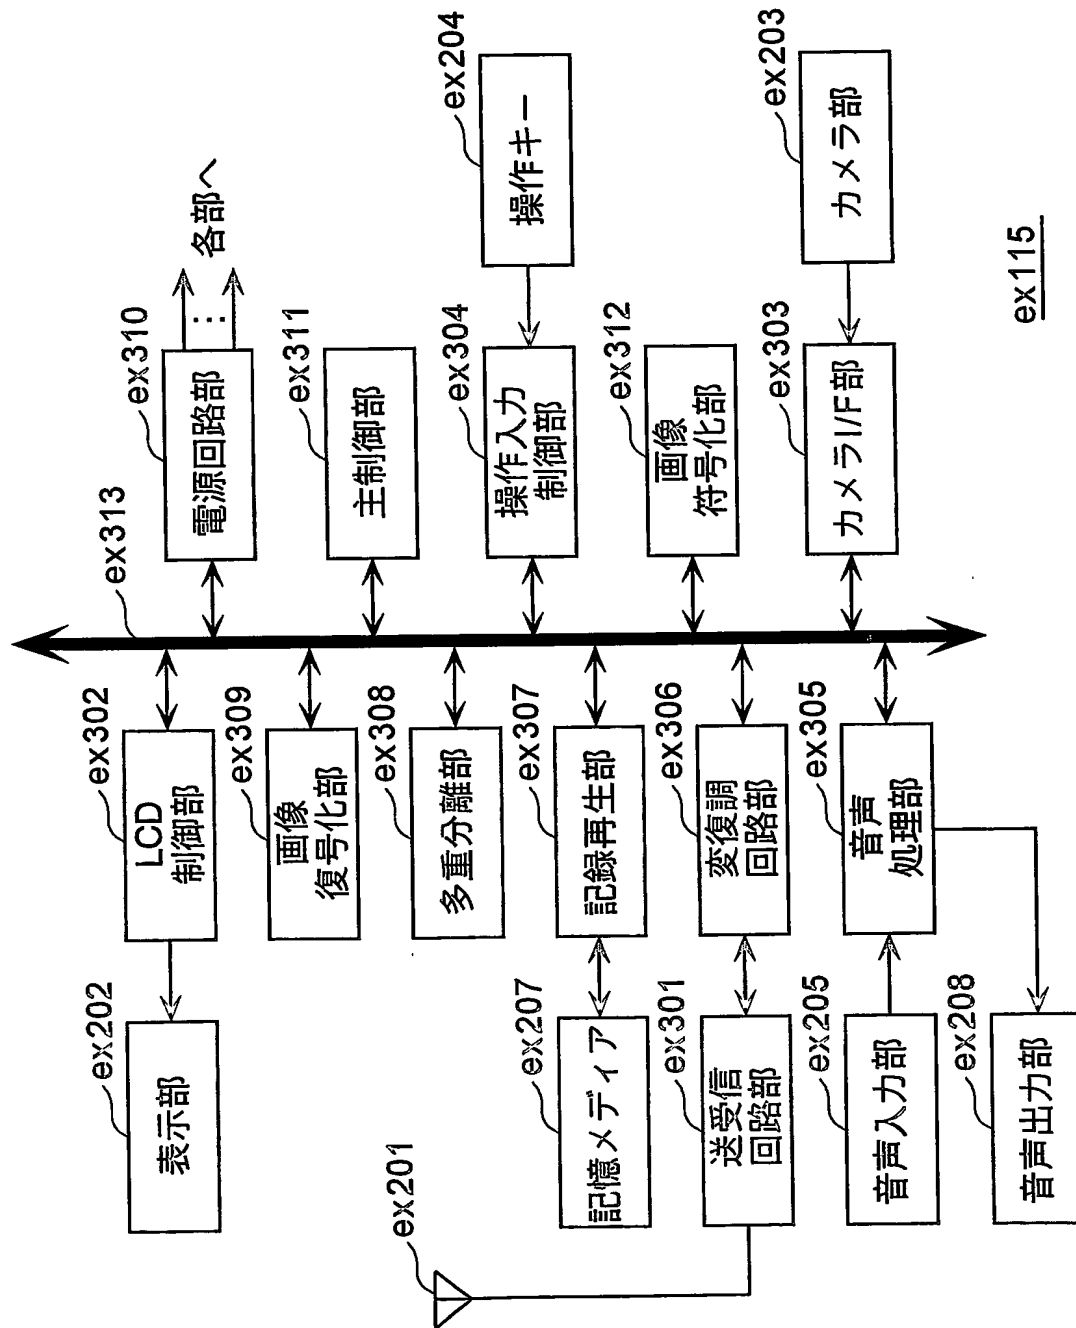 ex201
ex202
表示部
ex302
LCD
制御部
ex309
画像
復号化部
ex308
多重分離部
ex207
記憶メディア
ex307
記録再生部
ex301
送受信
回路部
ex306
変復調
回路部
ex205
音声入力部
ex305
音声
処理部
ex208
音声出力部
ex313
ex310
電源回路部
各部へ
ex311
主制御部
ex304
操作入力
制御部
ex204
操作キー
ex312
画像
符号化部
ex303
カメラI/F部
ex203
カメラ部
ex115